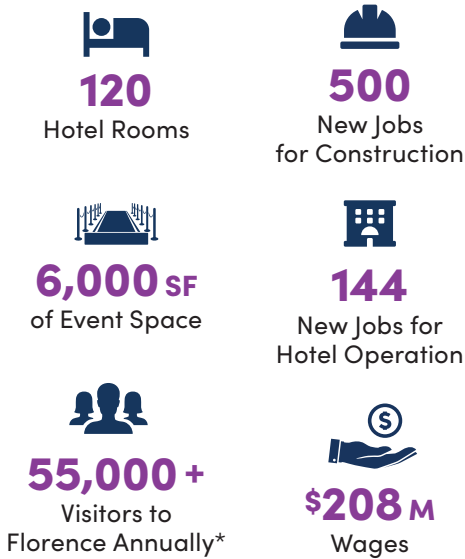 120
Hotel Rooms
500
New Jobs
for Construction
6,000 SF
of Event Space
144
New Jobs for
Hotel Operation
55,000 +
Visitors to
Florence Annually*
$
$208 M
Wages